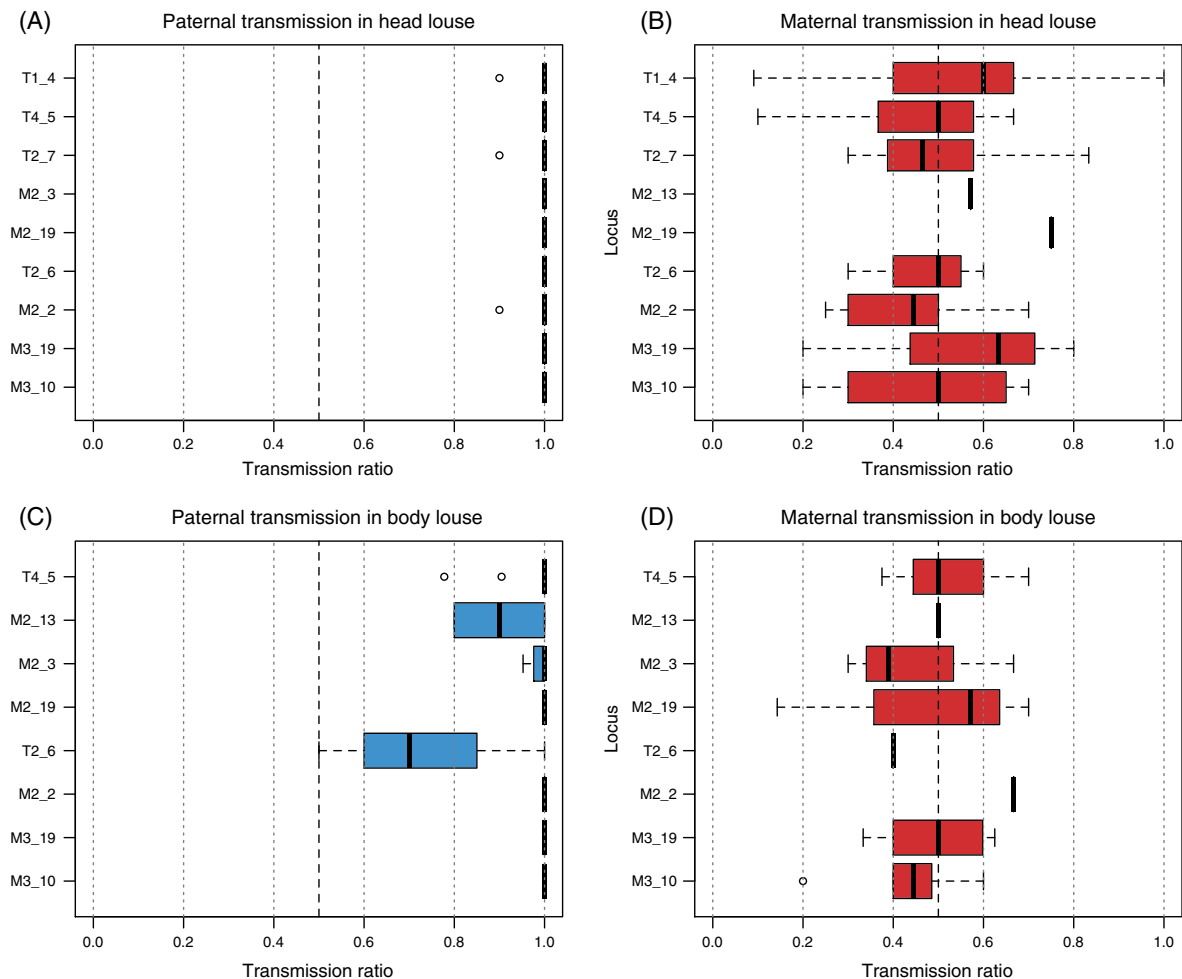 (A)
Paternal transmission in head louse
T1_4
T4_5
T2_7
M2_3
M2_19
T2_6
M2_2
M3_19
M3_10
0.0 0.2 0.4 0.6 0.8 1.0
Transmission ratio
(B)
Maternal transmission in head louse
Locus
T1_4
T4_5
T2_7
M2_13
M2_19
T2_6
M2_2
M3_19
M3_10
0.0 0.2 0.4 0.6 0.8 1.0
Transmission ratio
(C)
Paternal transmission in body louse
T4_5
M2_13
M2_3
M2_19
T2_6
M2_2
M3_19
M3_10
0.0 0.2 0.4 0.6 0.8 1.0
Transmission ratio
(D)
Maternal transmission in body louse
Locus
T4_5
M2_13
M2_3
M2_19
T2_6
M2_2
M3_19
M3_10
0.0 0.2 0.4 0.6 0.8 1.0
Transmission ratio